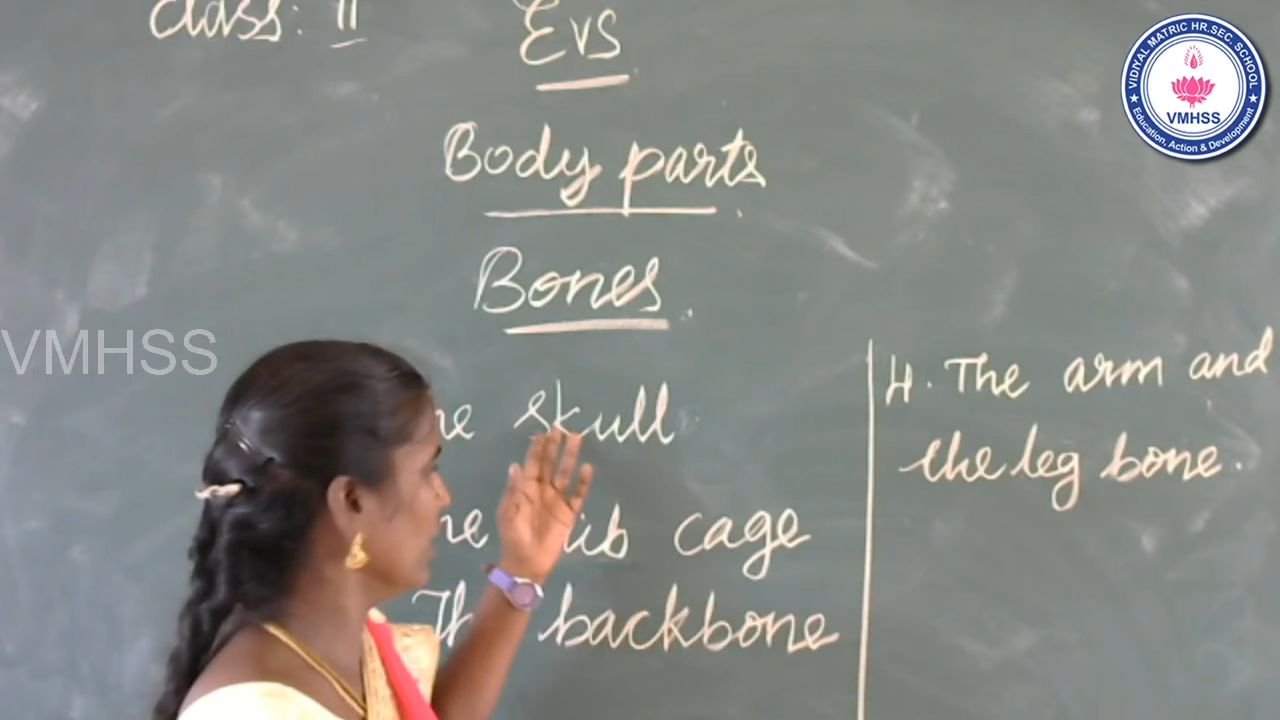 Class: II
EVS
Body parts
Bones
skull
cage
The backbone
4. The arm and
the leg bone.
VMHSS
VIDIYAL MATRIC HR.SEC. SCHOOL
VMHSS
Education, Action & Development